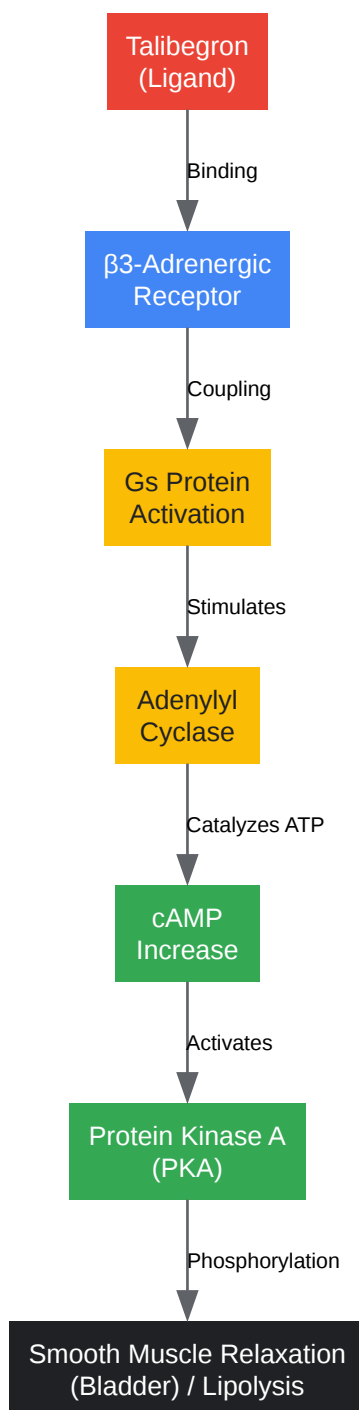 Talibegron
(Ligand)
Binding
β3-Adrenergic
Receptor
Coupling
Gs Protein
Activation
Stimulates
Adenylyl
Cyclase
Catalyzes ATP
cAMP
Increase
Activates
Protein Kinase A
(PKA)
Phosphorylation
Smooth Muscle Relaxation
(Bladder) / Lipolysis